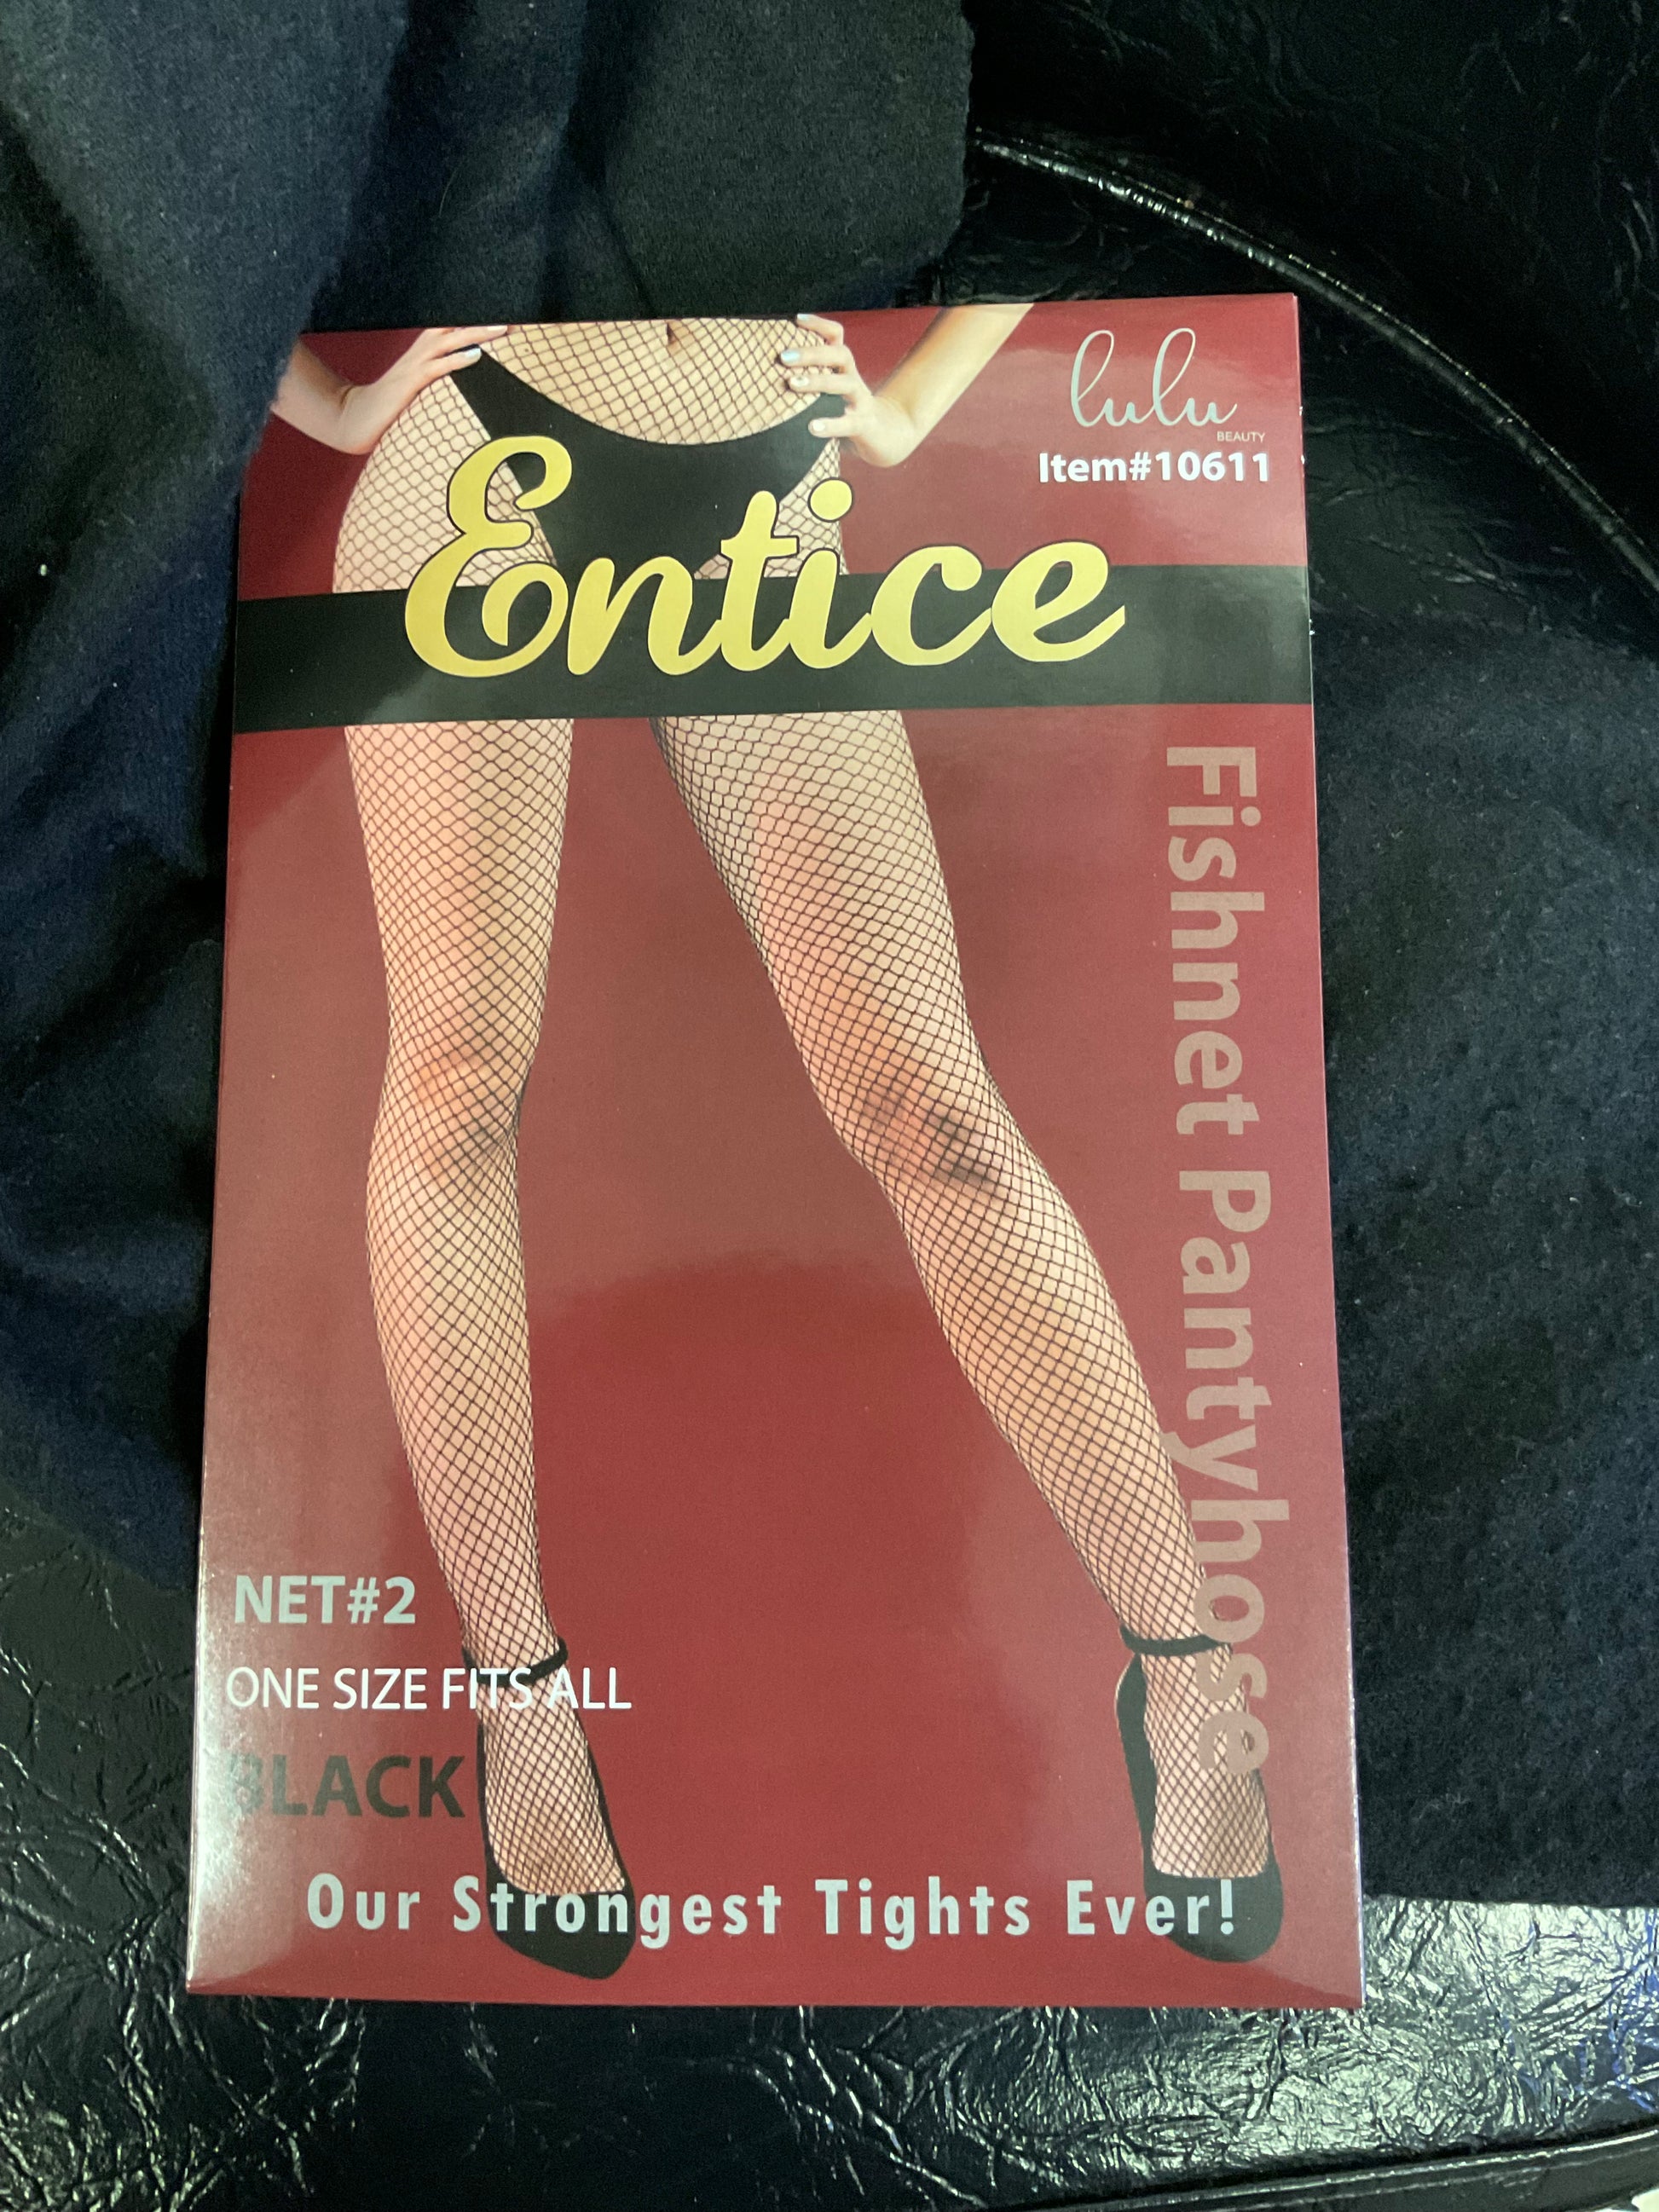 lulu
BEAUTY
Item#10611
Entice
Fishnet Pantyhose
NET#2
ONE SIZE FITS ALL
BLACK
Our Strongest Tights Ever!